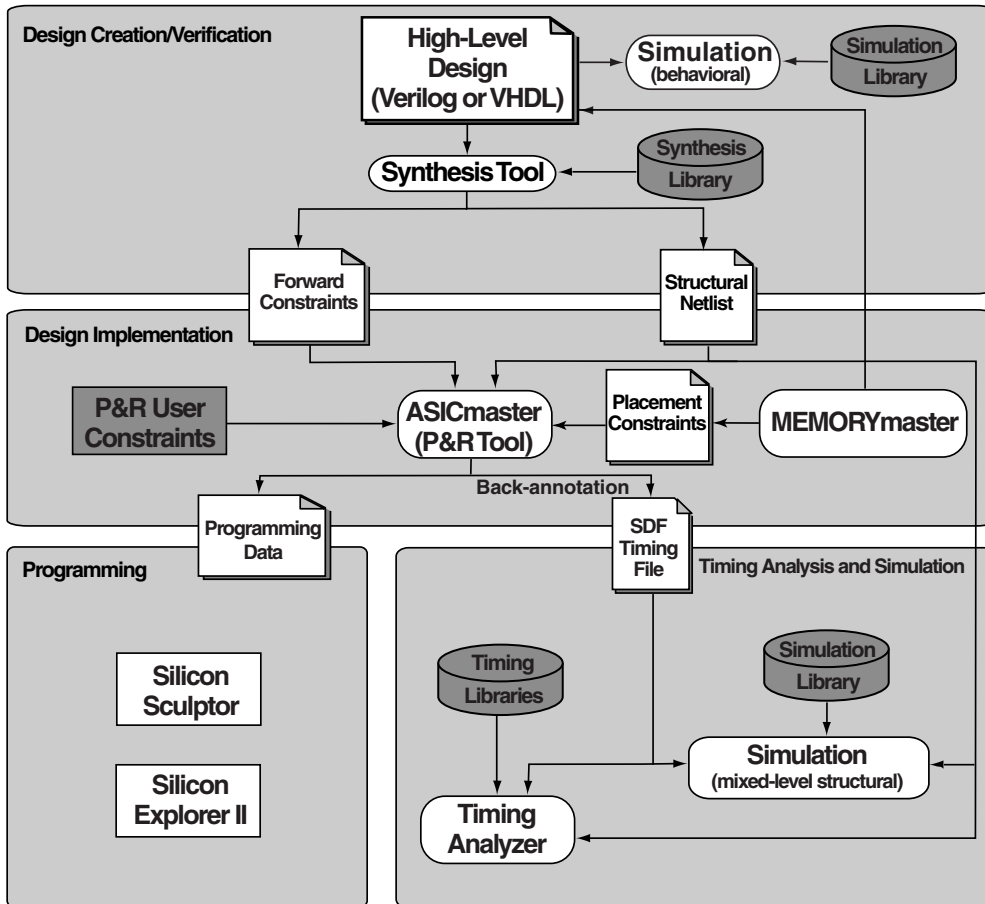 Design Creation/Verification
High-Level
Design
(Verilog or VHDL)
Simulation
(behavioral)
Simulation
Library
Synthesis Tool
Synthesis
Library
Forward
Constraints
Structural
Netlist
Design Implementation
P&R User
Constraints
ASICmaster
(P&R Tool)
Placement
Constraints
MEMORYmaster
Back-annotation
Programming
Data
SDF
Timing
File
Programming
Silicon
Sculptor
Silicon
Explorer II
Timing Analysis and Simulation
Timing
Libraries
Simulation
Library
Simulation
(mixed-level structural)
Timing
Analyzer